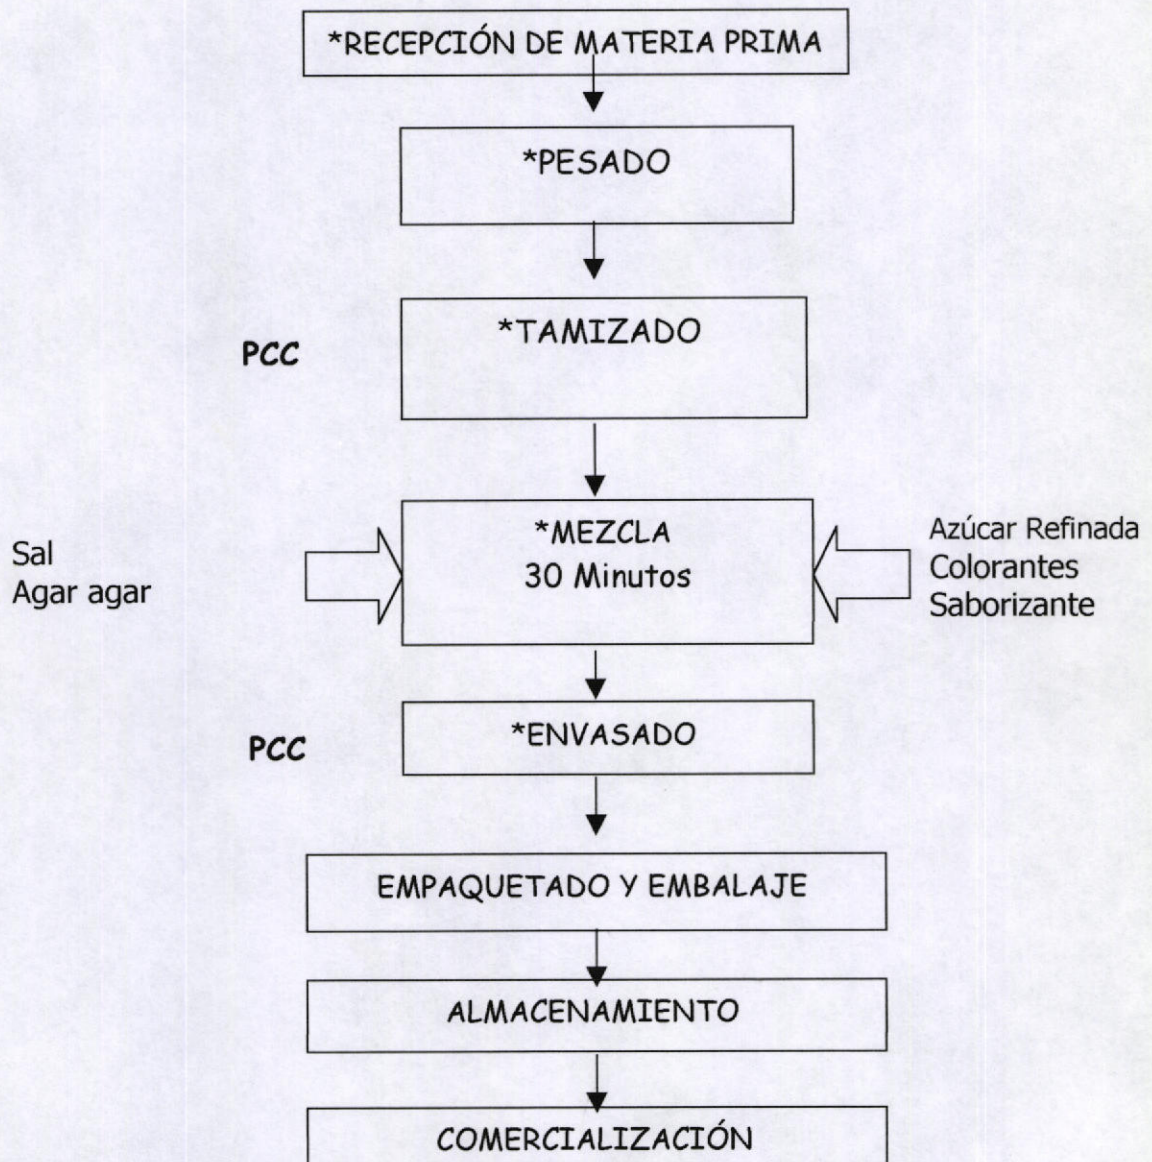 *RECEPCIÓN DE MATERIA PRIMA
*PESADO
*TAMIZADO
PCC
*MEZCLA
30 Minutos
Sal
Agar agar
Azúcar Refinada
Colorantes
Saborizante
*ENVASADO
PCC
EMPAQUETADO Y EMBALAJE
ALMACENAMIENTO
COMERCIALIZACIÓN